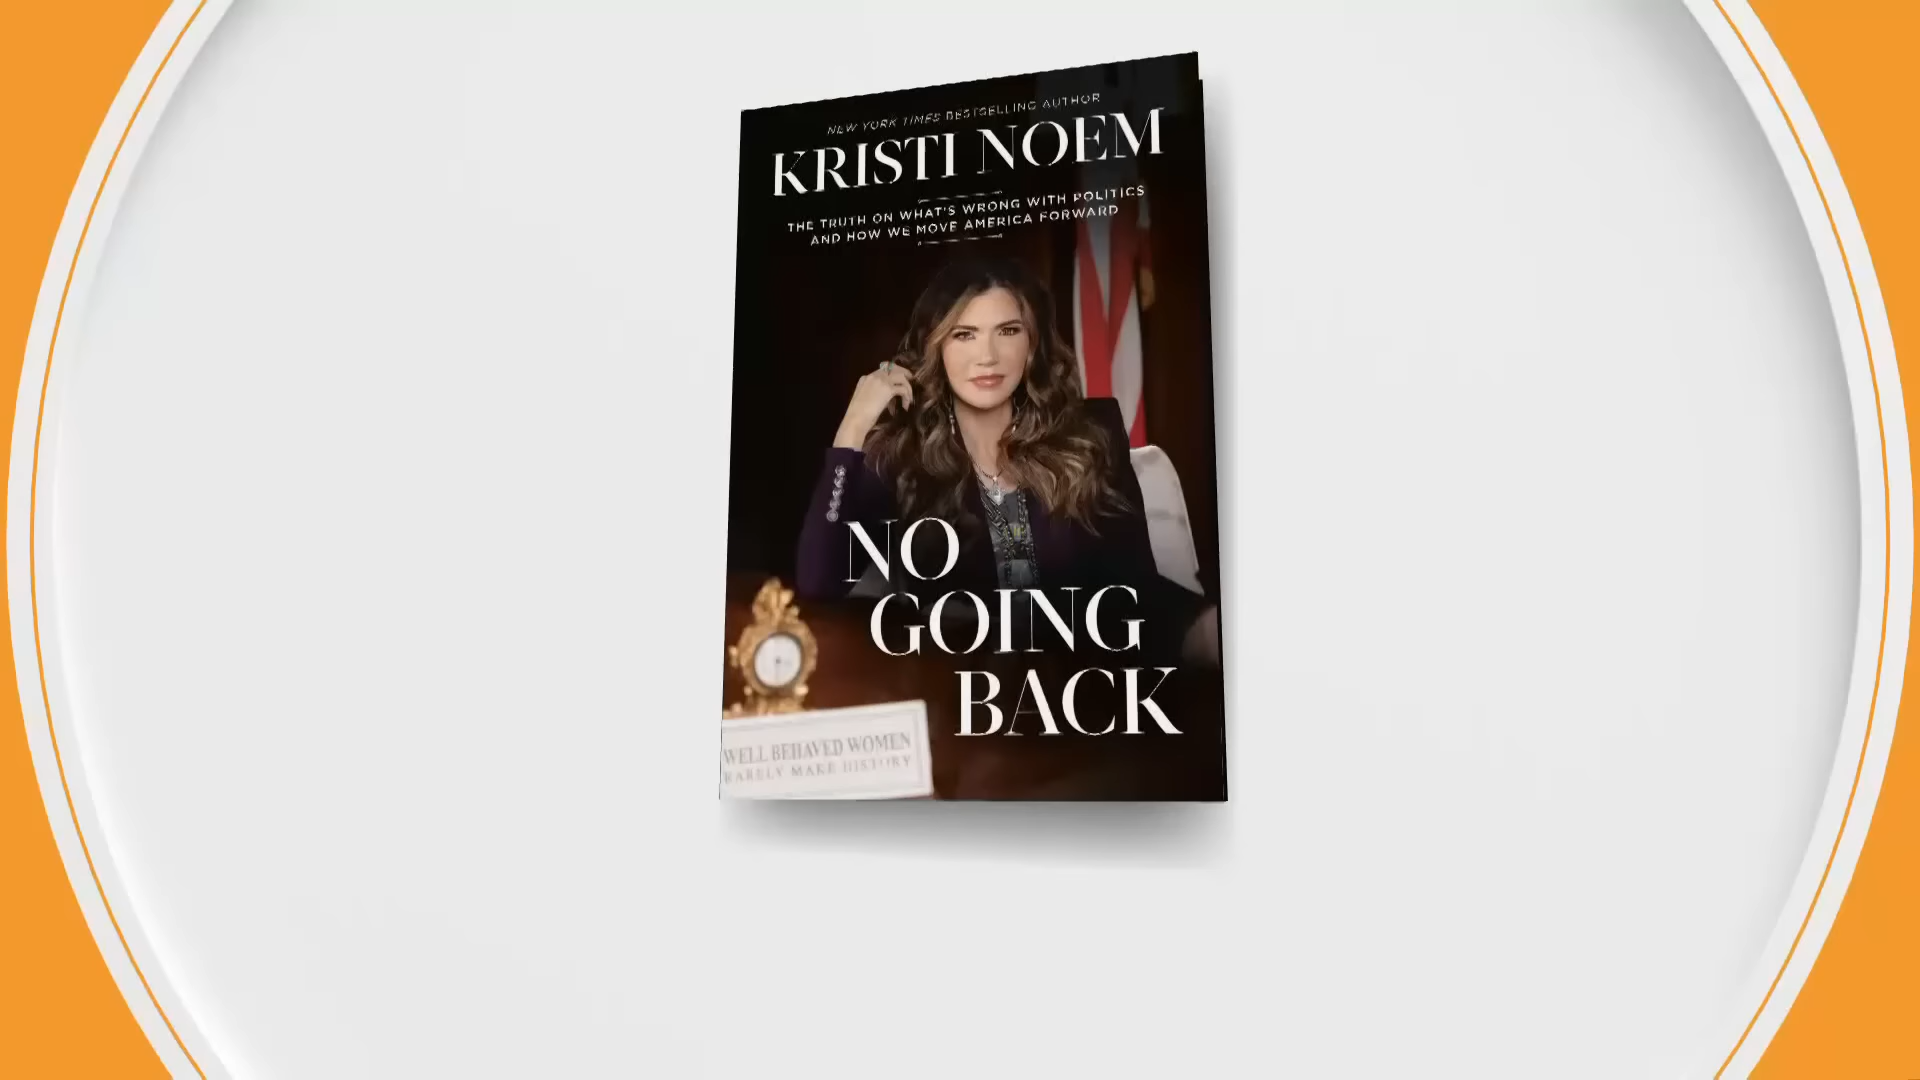 NEW YORK TIMES BESTSELLING AUTHOR
KRISTI NOEM
THE TRUTH ON WHAT'S WRONG WITH POLITICS
AND HOW WE MOVE AMERICA FORWARD
NO
GOING
BACK
WELL BEHAVED WOMEN
RARELY MAKE HISTORY